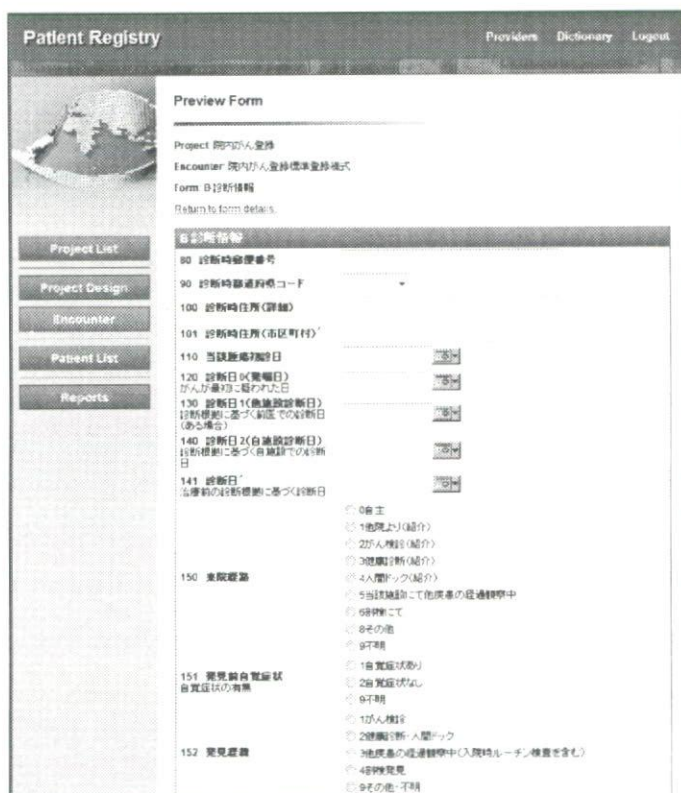 Patient Registry
Providers Dictionary Logout
Preview Form
Project 院内がん登録
Encounter 院内がん登録標準登録様式
Form B診断情報
Return to form details.
Project List
Project Design
Encounter
Patient List
Reports
B診断情報
80 診断時郵便番号
90 診断時都道府県コード
100 診断時住所(詳細)
101 診断時住所(市区町村)*
110 当該腫瘍初診日
120 診断日0(発端日)
がんが最初に疑われた日
130 診断日1(他施設診断日)
診断根拠に基づく前医での診断日
(ある場合)
140 診断日2(自施設診断日)
診断根拠に基づく自施設での診断
日
141 診断日*
治療前の診断根拠に基づく診断日
150 来院経路
0自主
1他院より(紹介)
2がん検診(紹介)
3健康診断(紹介)
4人間ドック(紹介)
5当該施設にて他疾患の経過観察中
6剖検にて
8その他
9不明
151 発見前自覚症状
自覚症状の有無
1自覚症状あり
2自覚症状なし
9不明
152 発見経緯
1がん検診
2健康診断・人間ドック
3他疾患の経過観察中(入院時ルーチン検査を含む)
4剖検発見
9その他・不明